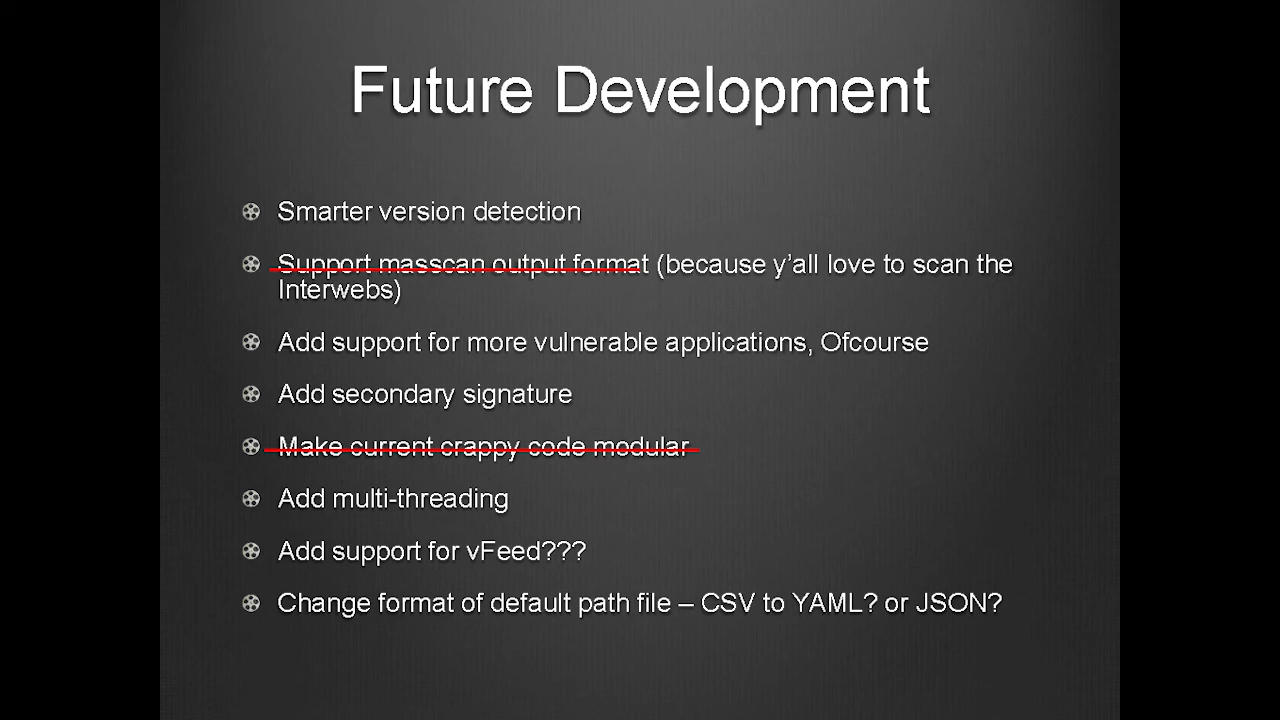 Future Development
Smarter version detection
Support masscan output format (because y'all love to scan the
Interwebs)
Add support for more vulnerable applications, Ofcourse
Add secondary signature
Make current crappy code modular
Add multi-threading
Add support for vFeed???
Change format of default path file – CSV to YAML? or JSON?